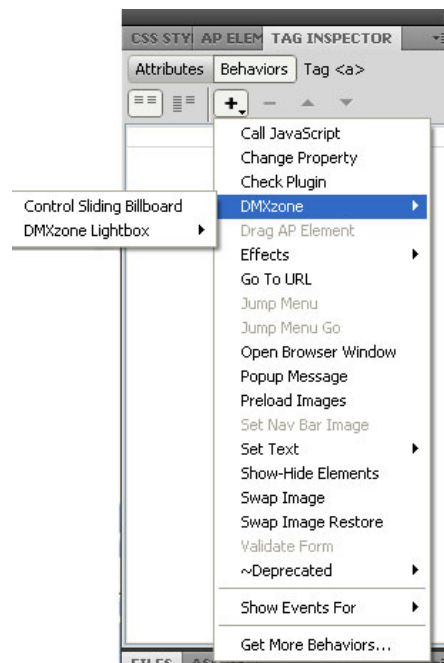 CSS STYI AP ELEM TAG INSPECTOR
Attributes Behaviors Tag <a>
Call JavaScript
Change Property
Check Plugin
Control Sliding Billboard
DMXzone
DMXzone Lightbox
Drag AP Element
Effects
Go To URL
Jump Menu
Jump Menu Go
Open Browser Window
Popup Message
Preload Images
Set Nav Bar Image
Set Text
Show-Hide Elements
Swap Image
Swap Image Restore
Validate Form
~Deprecated
Show Events For
Get More Behaviors...
FILES